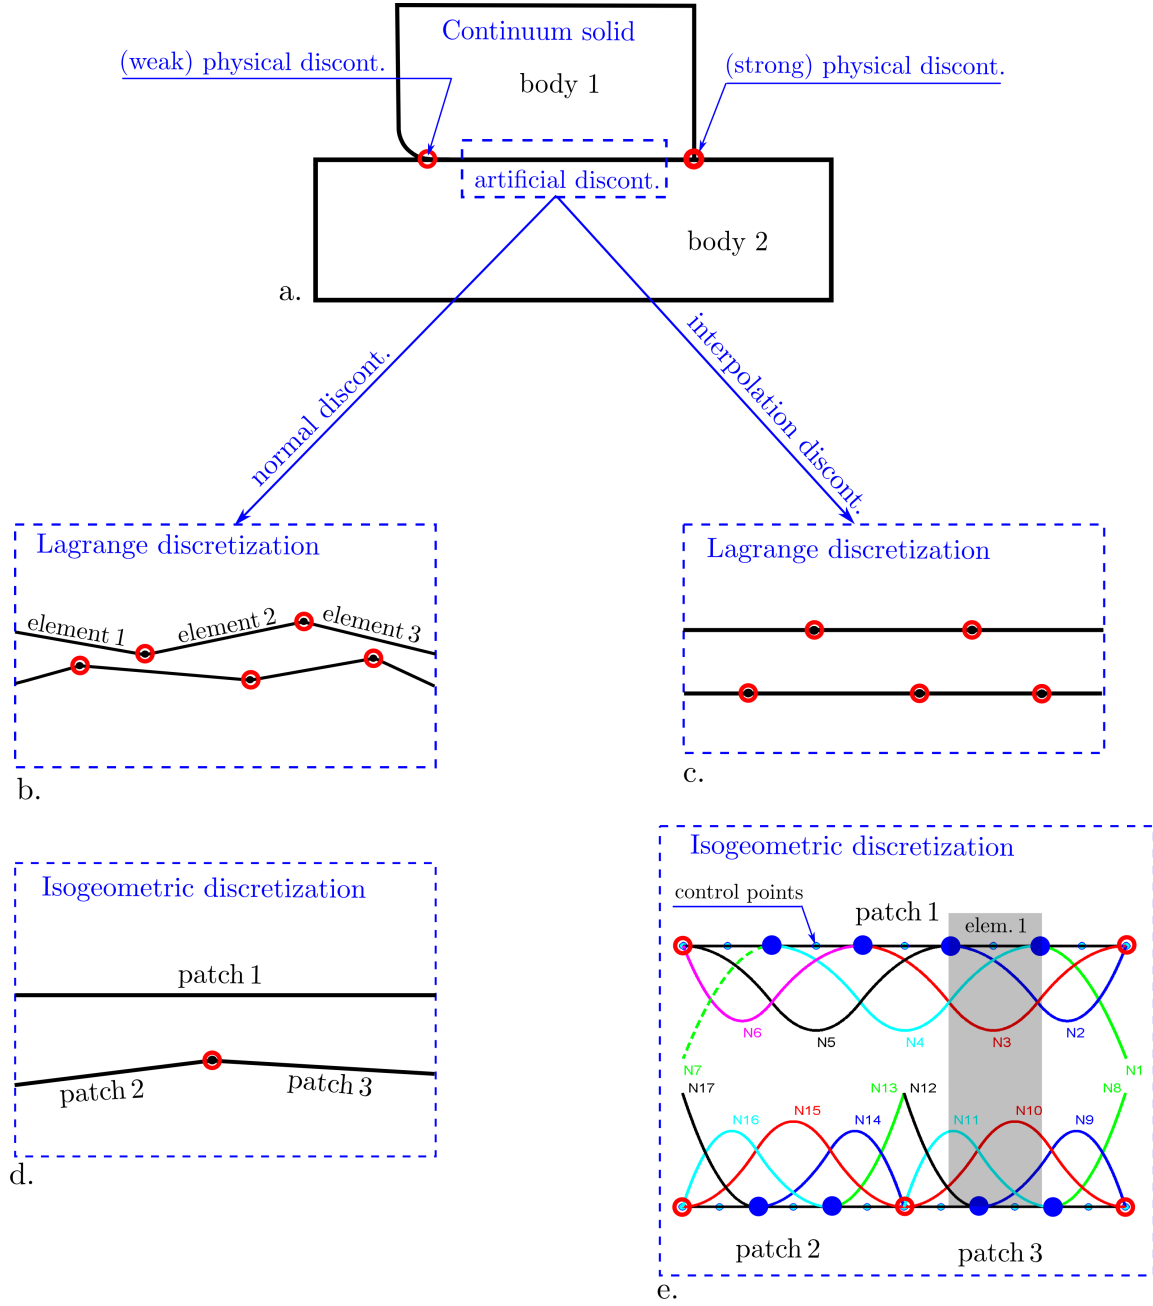 Continuum solid
(weak) physical discont.
(strong) physical discont.
body 1
artificial discont.
body 2
a.
normal discont.
interpolation discont.
Lagrange discretization
element 1
element 2
element 3
b.
Lagrange discretization
c.
Isogeometric discretization
patch 1
patch 2
patch 3
d.
Isogeometric discretization
control points
patch 1
elem. 1
N6
N5
N4
N3
N2
N7
N1
N17
N13
N12
N8
N16
N15
N14
N11
N10
N9
patch 2
patch 3
e.